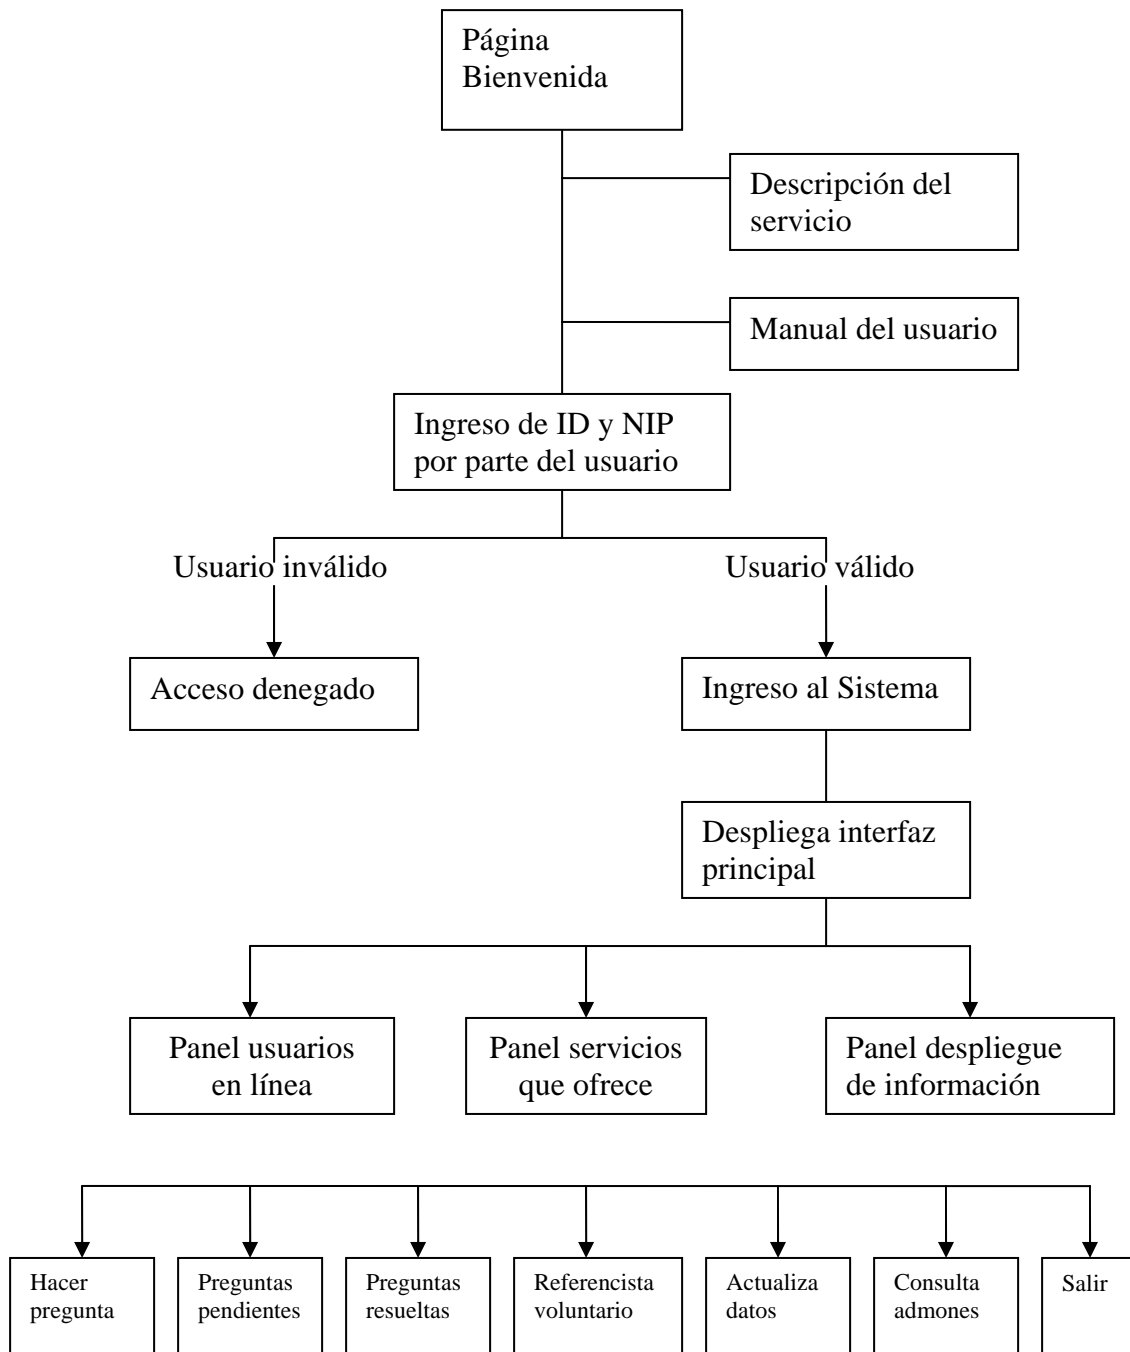 Página
Bienvenida
Descripción del
servicio
Manual del usuario
Ingreso de ID y NIP
por parte del usuario
Usuario inválido
Usuario válido
Acceso denegado
Ingreso al Sistema
Despliega interfaz
principal
Panel usuarios
en línea
Panel servicios
que ofrece
Panel despliegue
de información
Hacer
pregunta
Preguntas
pendientes
Preguntas
resueltas
Referencista
voluntario
Actualiza
datos
Consulta
admones
Salir